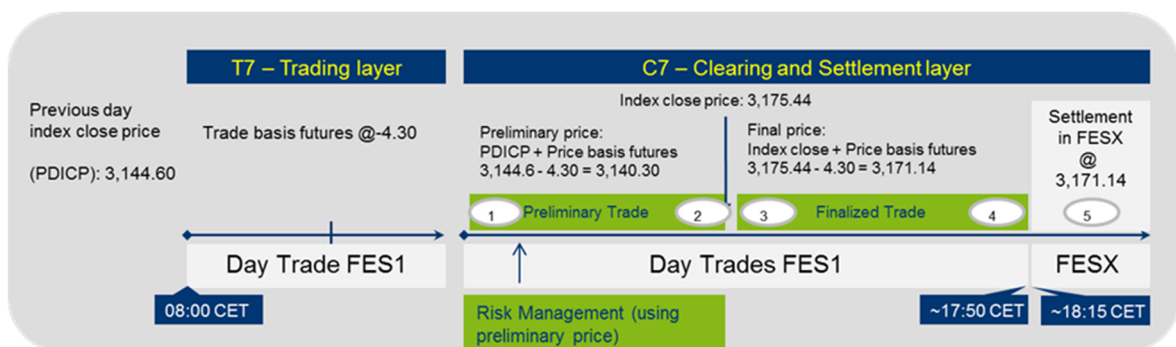 T7 – Trading layer
C7 – Clearing and Settlement layer
Previous day
index close price
(PDICP): 3,144.60
Trade basis futures @-4.30
Index close price: 3,175.44
Preliminary price:
PDICP + Price basis futures
3,144.6 - 4.30 = 3,140.30
Final price:
Index close + Price basis futures
3,175.44 - 4.30 = 3,171.14
Settlement
in FESX
@
3,171.14
1 Preliminary Trade 2
3 Finalized Trade 4
5
Day Trade FES1
Day Trades FES1
FESX
08:00 CET
Risk Management (using
preliminary price)
~17:50 CET
~18:15 CET